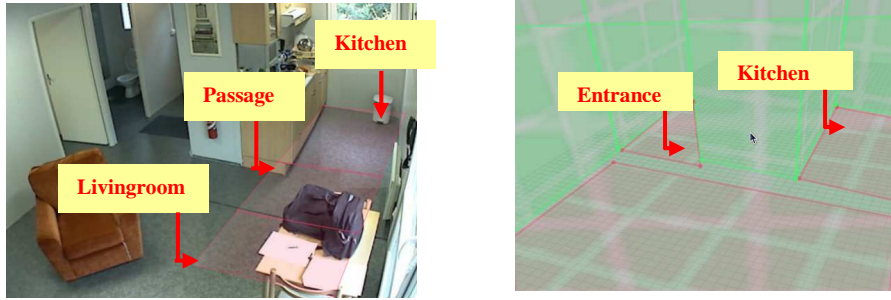 Kitchen
Passage
Livingroom
Kitchen
Entrance